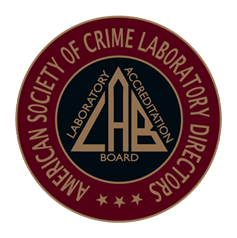 AMERICAN SOCIETY OF CRIME LABORATORY DIRECTORS
LABORATORY
ACCREDITATION
BOARD
LAB